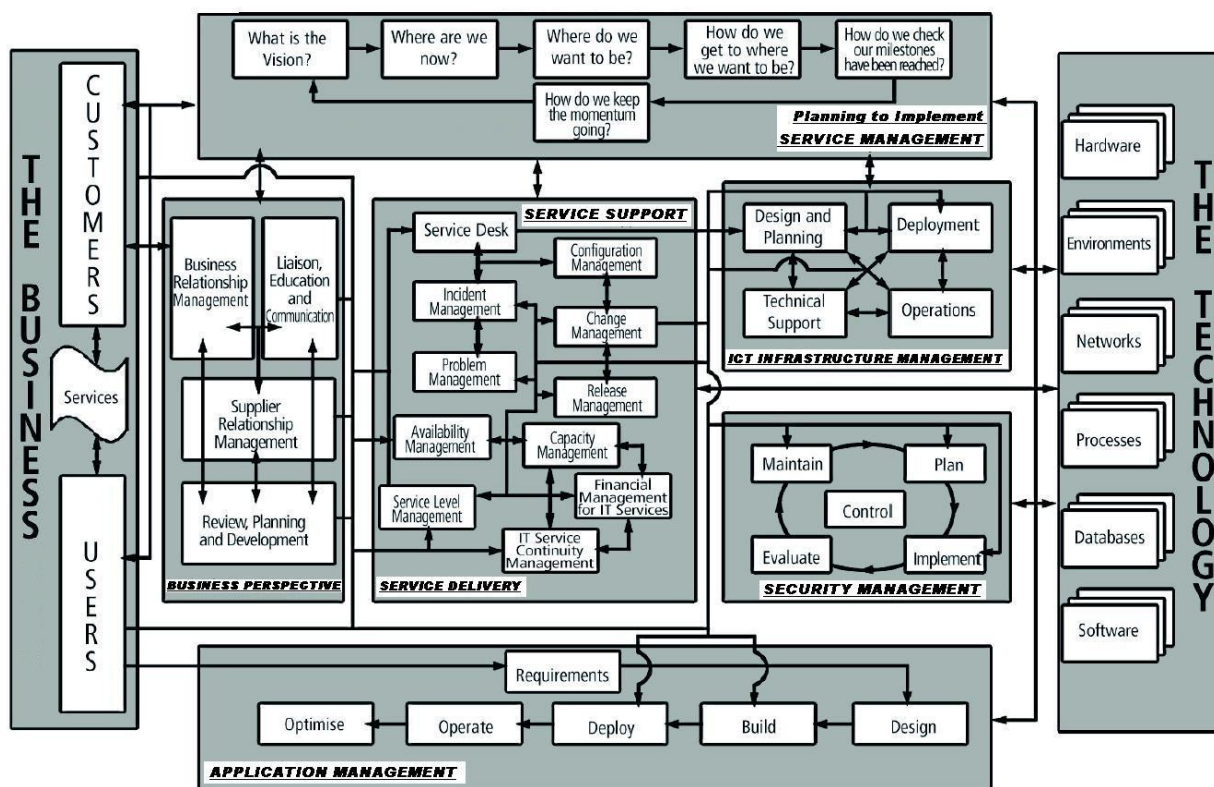 THE BUSINESS
CUSTOMERS
Services
USERS
What is the
Vision?
Where are we
now?
Where do we
want to be?
How do we
get to where
we want to be?
How do we check
our milestones
have been reached?
How do we keep
the momentum
going?
Planning to Implement
SERVICE MANAGEMENT
Business
Relationship
Management
Liaison,
Education
and
Communication
Supplier
Relationship
Management
Review, Planning
and Development
BUSINESS PERSPECTIVE
SERVICE SUPPORT
Service Desk
Configuration
Management
Incident
Management
Change
Management
Problem
Management
Release
Management
Availability
Management
Capacity
Management
Service Level
Management
Financial
Management
for IT Services
IT Service
Continuity
Management
SERVICE DELIVERY
Design and
Planning
Deployment
Technical
Support
Operations
ICT INFRASTRUCTURE MANAGEMENT
Maintain
Plan
Control
Evaluate
Implement
SECURITY MANAGEMENT
Requirements
Optimise
Operate
Deploy
Build
Design
APPLICATION MANAGEMENT
Hardware
Environments
Networks
Processes
Databases
Software
THE TECHNOLOGY